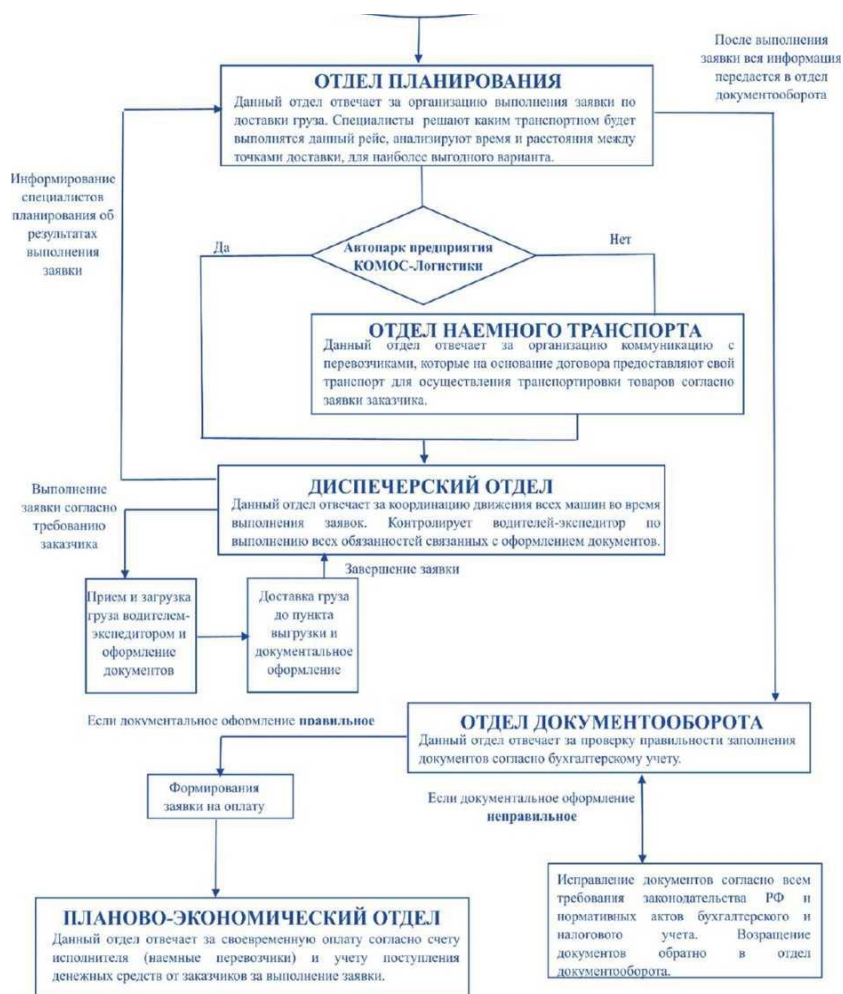 После выполнения
заявки вся информация
передается в отдел
документооборота
ОТДЕЛ ПЛАНИРОВАНИЯ
Данный отдел отвечает за организацию выполнения заявки по
доставки груза. Специалисты решают каким транспортном будет
выполнятся данный рейс, анализируют время и расстояния между
точками доставки, для наиболее выгодного варианта.
Информирование
специалистов
планирования об
результатах
выполнения
заявки
Да
Автопарк предприятия
КОМОС-Логистики
Нет
ОТДЕЛ НАЕМНОГО ТРАНСПОРТА
Данный отдел отвечает за организацию коммуникацию с
перевозчиками, которые на основание договора предоставляют свой
транспорт для осуществления транспортировки товаров согласно
заявки заказчика.
ДИСПЕЧЕРСКИЙ ОТДЕЛ
Данный отдел отвечает за координацию движения всех машин во время
выполнения заявок. Контролирует водителей-экспедитор по
выполнению всех обязанностей связанных с оформлением документов.
Выполнение
заявки согласно
требованию
заказчика
Завершение заявки
Прием и загрузка
груза водителем-
экспедитором и
оформление
документов
Доставка груза
до пункта
выгрузки и
документальное
оформление
Если документальное оформление правильное
ОТДЕЛ ДОКУМЕНТООБОРОТА
Данный отдел отвечает за проверку правильности заполнения
документов согласно бухгалтерскому учету.
Формирования
заявки на оплату
Если документальное оформление
неправильное
ПЛАНОВО-ЭКОНОМИЧЕСКИЙ ОТДЕЛ
Данный отдел отвечает за своевременную оплату согласно счету
исполнителя (наемные перевозчики) и учету поступления
денежных средств от заказчиков за выполнение заявки.
Исправление документов согласно всем
требования законодательства РФ и
нормативных актов бухгалтерского и
налогового учета. Возращение
документов обратно в отдел
документооборота.